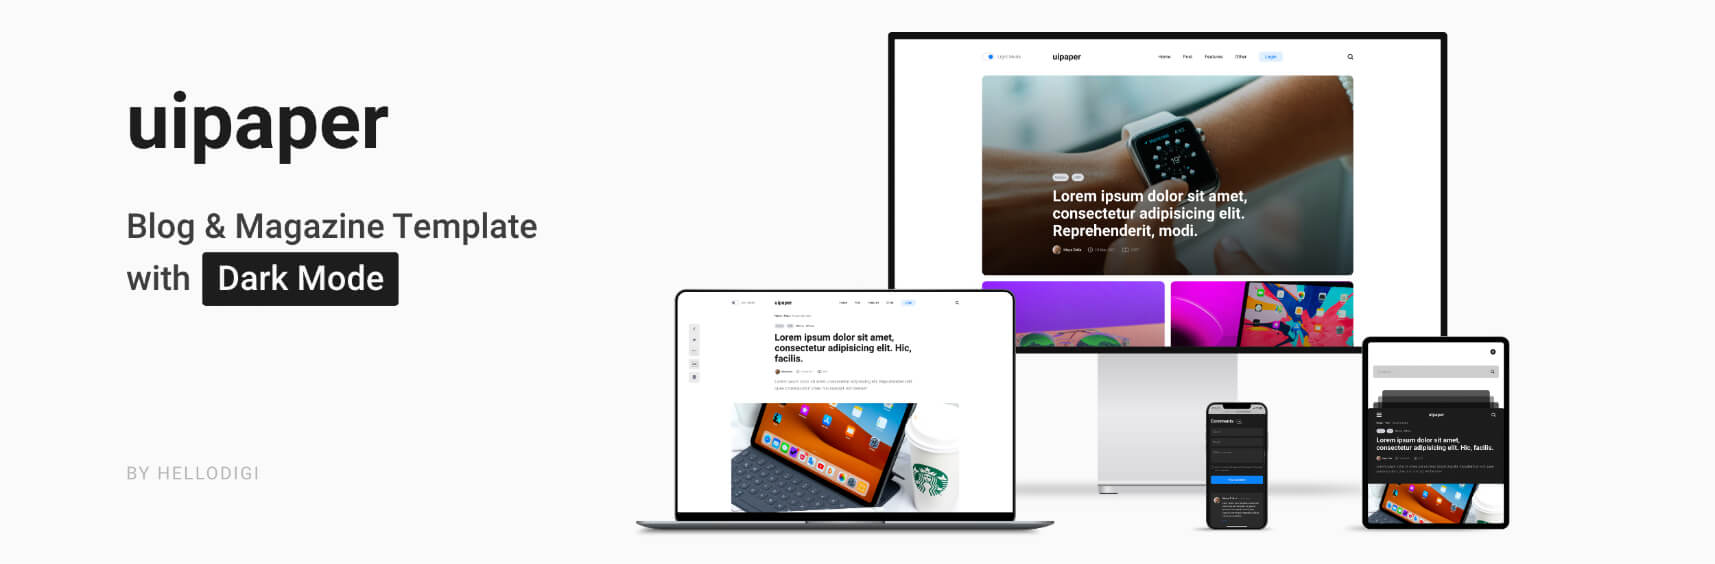 uipaper
Blog & Magazine Template
with Dark Mode
BY HELLODIGI
uipaper
Home Post Features Other Login
Lorem ipsum dolor sit amet,
consectetur adipisicing elit.
Reprehenderit, modi.
uipaper
Lorem ipsum dolor sit amet,
consectetur adipisicing elit. Hic,
facilis.
Comments
uipaper
Lorem ipsum dolor sit amet,
consectetur adipisicing elit. Hic, facilis.